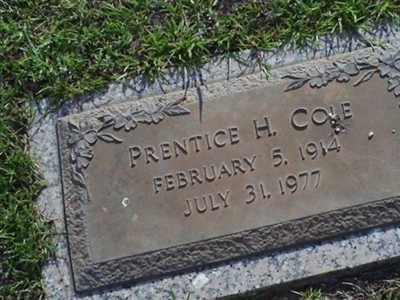 PRENTICE H. COLE
FEBRUARY 5, 1914
JULY 31, 1977